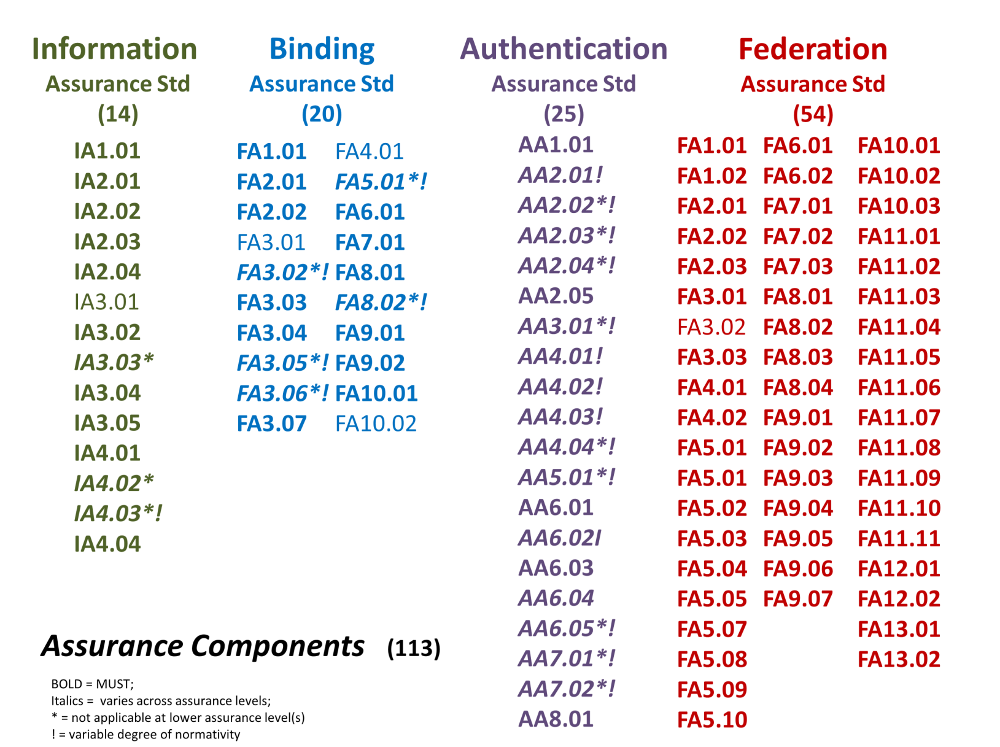 Information
Assurance Std
(14)
IA1.01
IA2.01
IA2.02
IA2.03
IA2.04
IA3.01
IA3.02
IA3.03*
IA3.04
IA3.05
IA4.01
IA4.02*
IA4.03*!
IA4.04
Binding
Assurance Std
(20)
FA1.01 FA4.01
FA2.01 FA5.01*!
FA2.02 FA6.01
FA3.01 FA7.01
FA3.02*! FA8.01
FA3.03 FA8.02*!
FA3.04 FA9.01
FA3.05*! FA9.02
FA3.06*! FA10.01
FA3.07 FA10.02
Authentication
Assurance Std
(25)
AA1.01
AA2.01!
AA2.02*!
AA2.03*!
AA2.04*!
AA2.05
AA3.01*!
AA4.01!
AA4.02!
AA4.03!
AA4.04*!
AA5.01*!
AA6.01
AA6.02I
AA6.03
AA6.04
AA6.05*!
AA7.01*!
AA7.02*!
AA8.01
Federation
Assurance Std
(54)
FA1.01 FA6.01 FA10.01
FA1.02 FA6.02 FA10.02
FA2.01 FA7.01 FA10.03
FA2.02 FA7.02 FA11.01
FA2.03 FA7.03 FA11.02
FA3.01 FA8.01 FA11.03
FA3.02 FA8.02 FA11.04
FA3.03 FA8.03 FA11.05
FA4.01 FA8.04 FA11.06
FA4.02 FA9.01 FA11.07
FA5.01 FA9.02 FA11.08
FA5.01 FA9.03 FA11.09
FA5.02 FA9.04 FA11.10
FA5.03 FA9.05 FA11.11
FA5.04 FA9.06 FA12.01
FA5.05 FA9.07 FA12.02
FA5.07 FA13.01
FA5.08 FA13.02
FA5.09
FA5.10
Assurance Components (113)
BOLD = MUST;
Italics = varies across assurance levels;
* = not applicable at lower assurance level(s)
! = variable degree of normativity